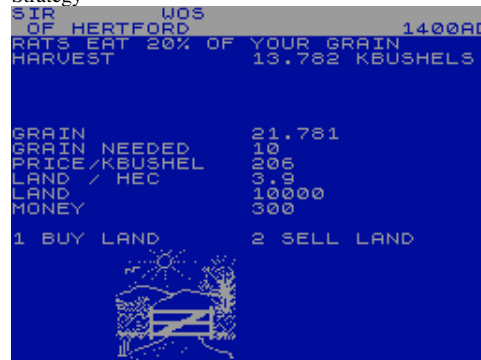 Strategy
SIR WOS
OF HERTFORD 1400AD
RATS EAT 20% OF YOUR GRAIN
HARVEST 13.782 KBUSHELS
GRAIN 21.781
GRAIN NEEDED 10
PRICE/KBUSHEL 206
LAND / HEC 3.9
LAND 10000
MONEY 300
1 BUY LAND 2 SELL LAND